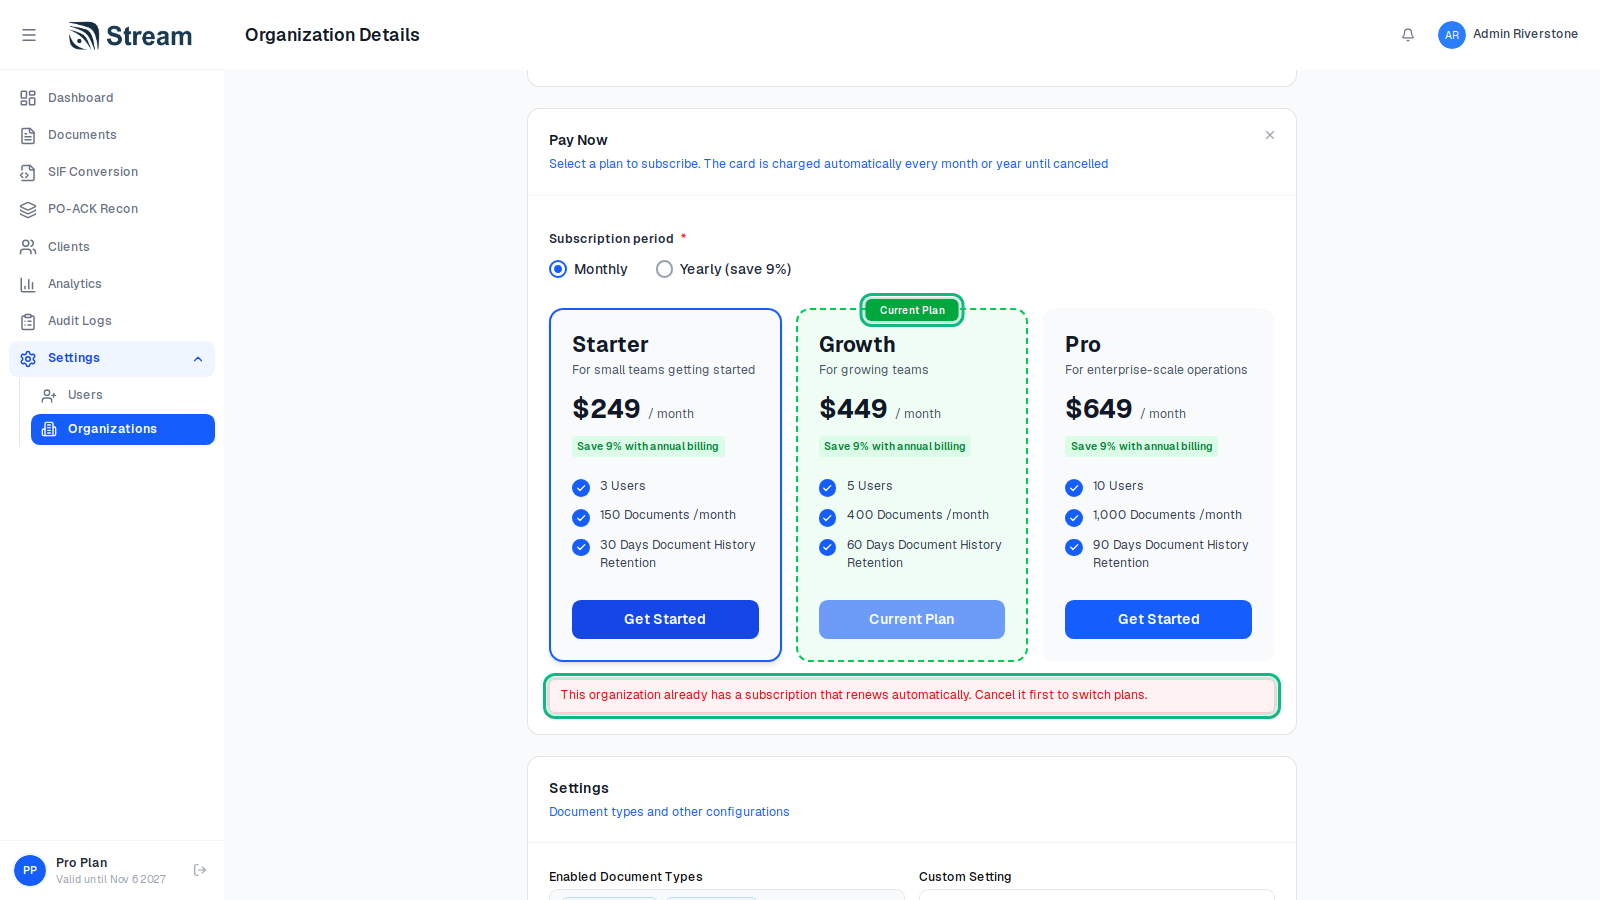 Stream
Organization Details
AR
Admin Riverstone
Dashboard
Documents
SIF Conversion
PO-ACK Recon
Clients
Analytics
Audit Logs
Settings
Users
Organizations
PP
Pro Plan
Valid until Nov 6 2027
Pay Now
Select a plan to subscribe. The card is charged automatically every month or year until cancelled
Subscription period *
Monthly
Yearly (save 9%)
Starter
For small teams getting started
$249 / month
Save 9% with annual billing
3 Users
150 Documents /month
30 Days Document History
Retention
Get Started
Current Plan
Growth
For growing teams
$449 / month
Save 9% with annual billing
5 Users
400 Documents /month
60 Days Document History
Retention
Current Plan
Pro
For enterprise-scale operations
$649 / month
Save 9% with annual billing
10 Users
1,000 Documents /month
90 Days Document History
Retention
Get Started
This organization already has a subscription that renews automatically. Cancel it first to switch plans.
Settings
Document types and other configurations
Enabled Document Types
Custom Setting